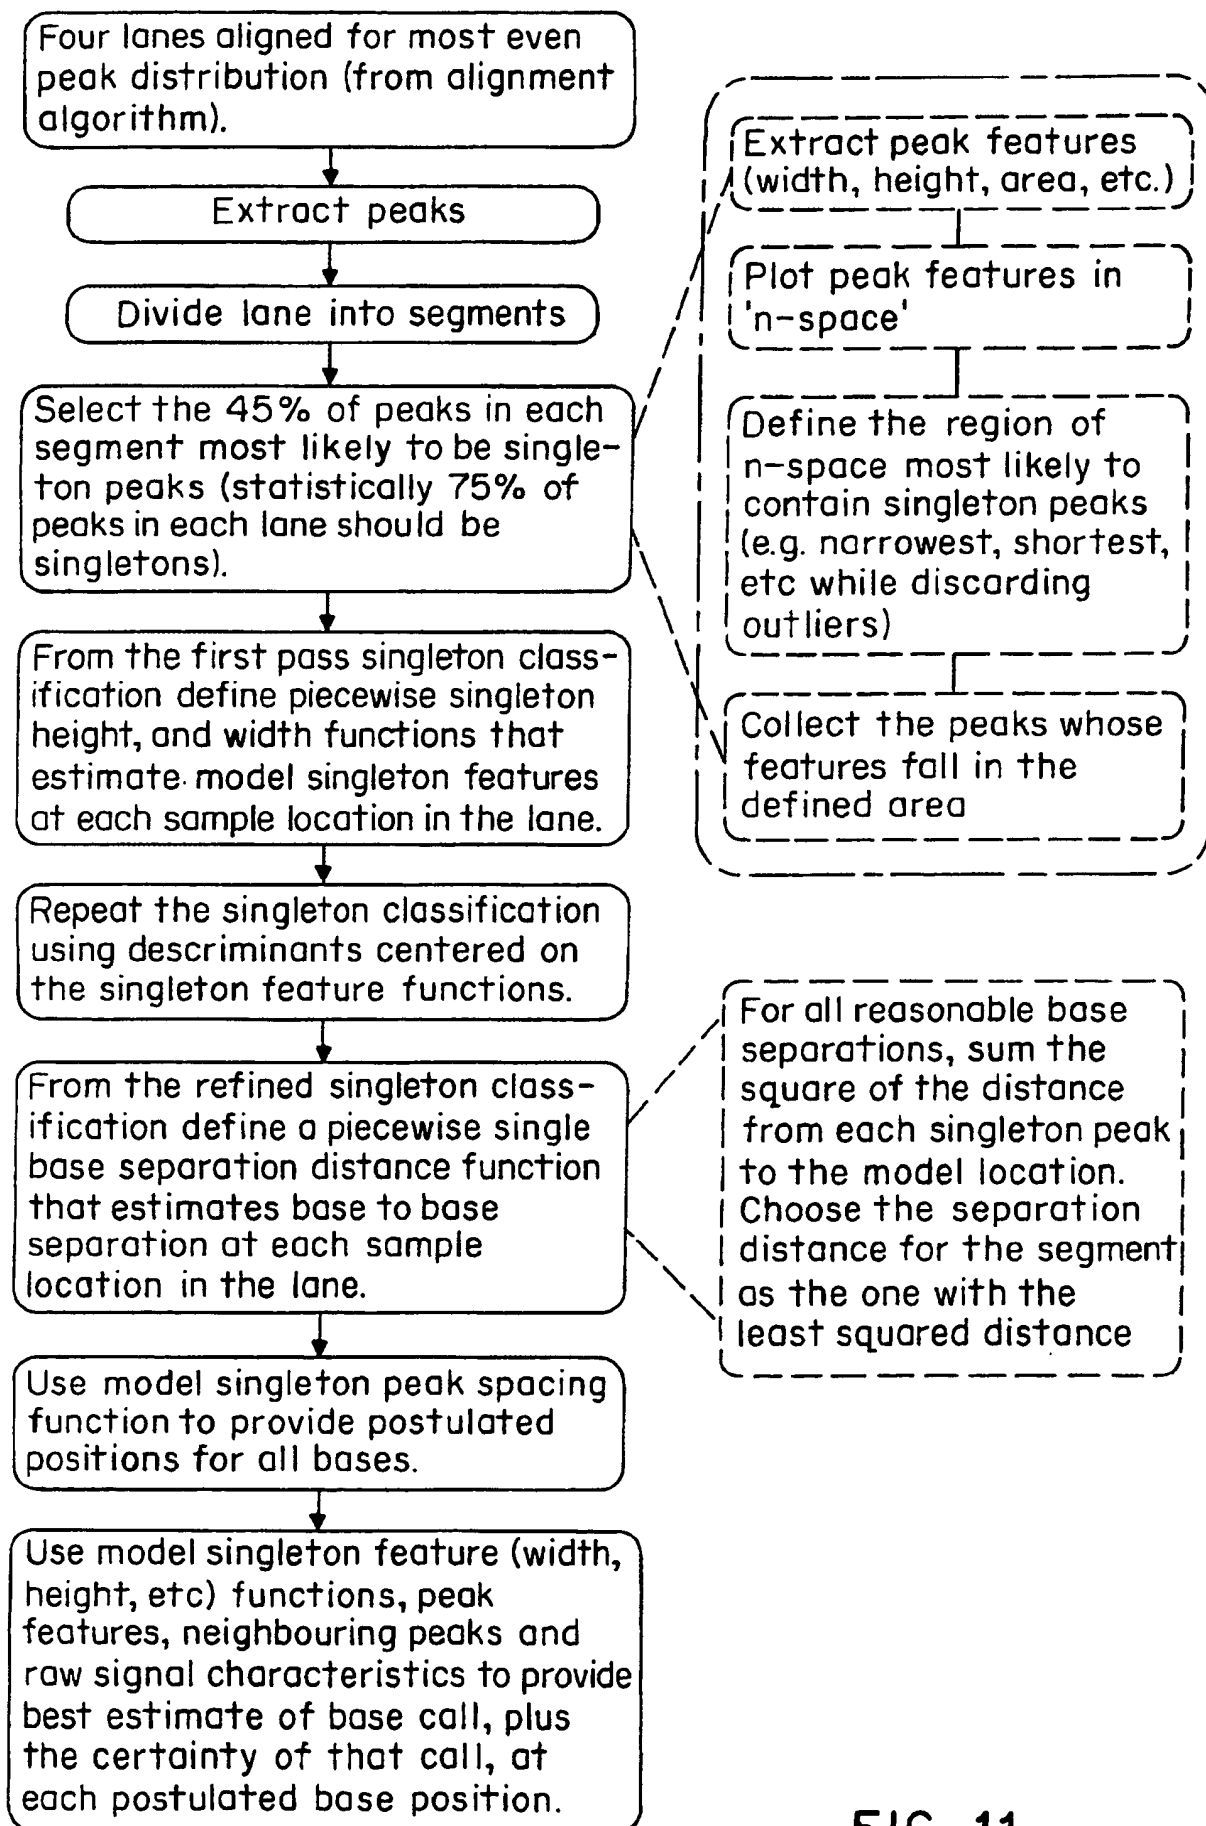 Four lanes aligned for most even
peak distribution (from alignment
algorithm).
Extract peaks
Divide lane into segments
Select the 45% of peaks in each
segment most likely to be single-
ton peaks (statistically 75% of
peaks in each lane should be
singletons).
From the first pass singleton class-
ification define piecewise singleton
height, and width functions that
estimate model singleton features
at each sample location in the lane.
Repeat the singleton classification
using descriminants centered on
the singleton feature functions.
From the refined singleton class-
ification define a piecewise single
base separation distance function
that estimates base to base
separation at each sample
location in the lane.
Use model singleton peak spacing
function to provide postulated
positions for all bases.
Use model singleton feature (width,
height, etc) functions, peak
features, neighbouring peaks and
raw signal characteristics to provide
best estimate of base call, plus
the certainty of that call, at
each postulated base position.
Extract peak features
(width, height, area, etc.)
Plot peak features in
'n-space'
Define the region of
n-space most likely to
contain singleton peaks
(e.g. narrowest, shortest,
etc while discarding
outliers)
Collect the peaks whose
features fall in the
defined area
For all reasonable base
separations, sum the
square of the distance
from each singleton peak
to the model location.
Choose the separation
distance for the segment
as the one with the
least squared distance
FIG. 11